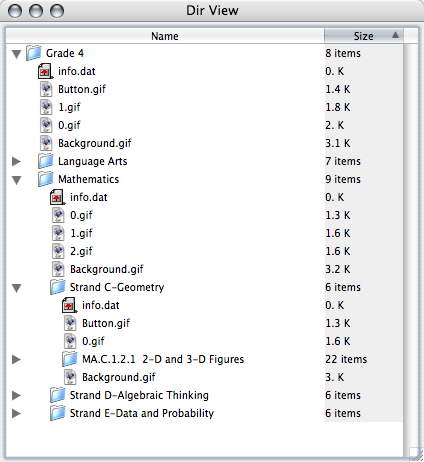 Dir View
Name Size
Grade 4 8 items
info.dat 0. K
Button.gif 1.4 K
1.gif 1.8 K
0.gif 2. K
Background.gif 3.1 K
Language Arts 7 items
Mathematics 9 items
info.dat 0. K
0.gif 1.3 K
1.gif 1.6 K
2.gif 1.6 K
Background.gif 3.2 K
Strand C-Geometry 6 items
info.dat 0. K
Button.gif 1.3 K
0.gif 1.6 K
MA.C.1.2.1 2-D and 3-D Figures 22 items
Background.gif 3. K
Strand D-Algebraic Thinking 6 items
Strand E-Data and Probability 6 items